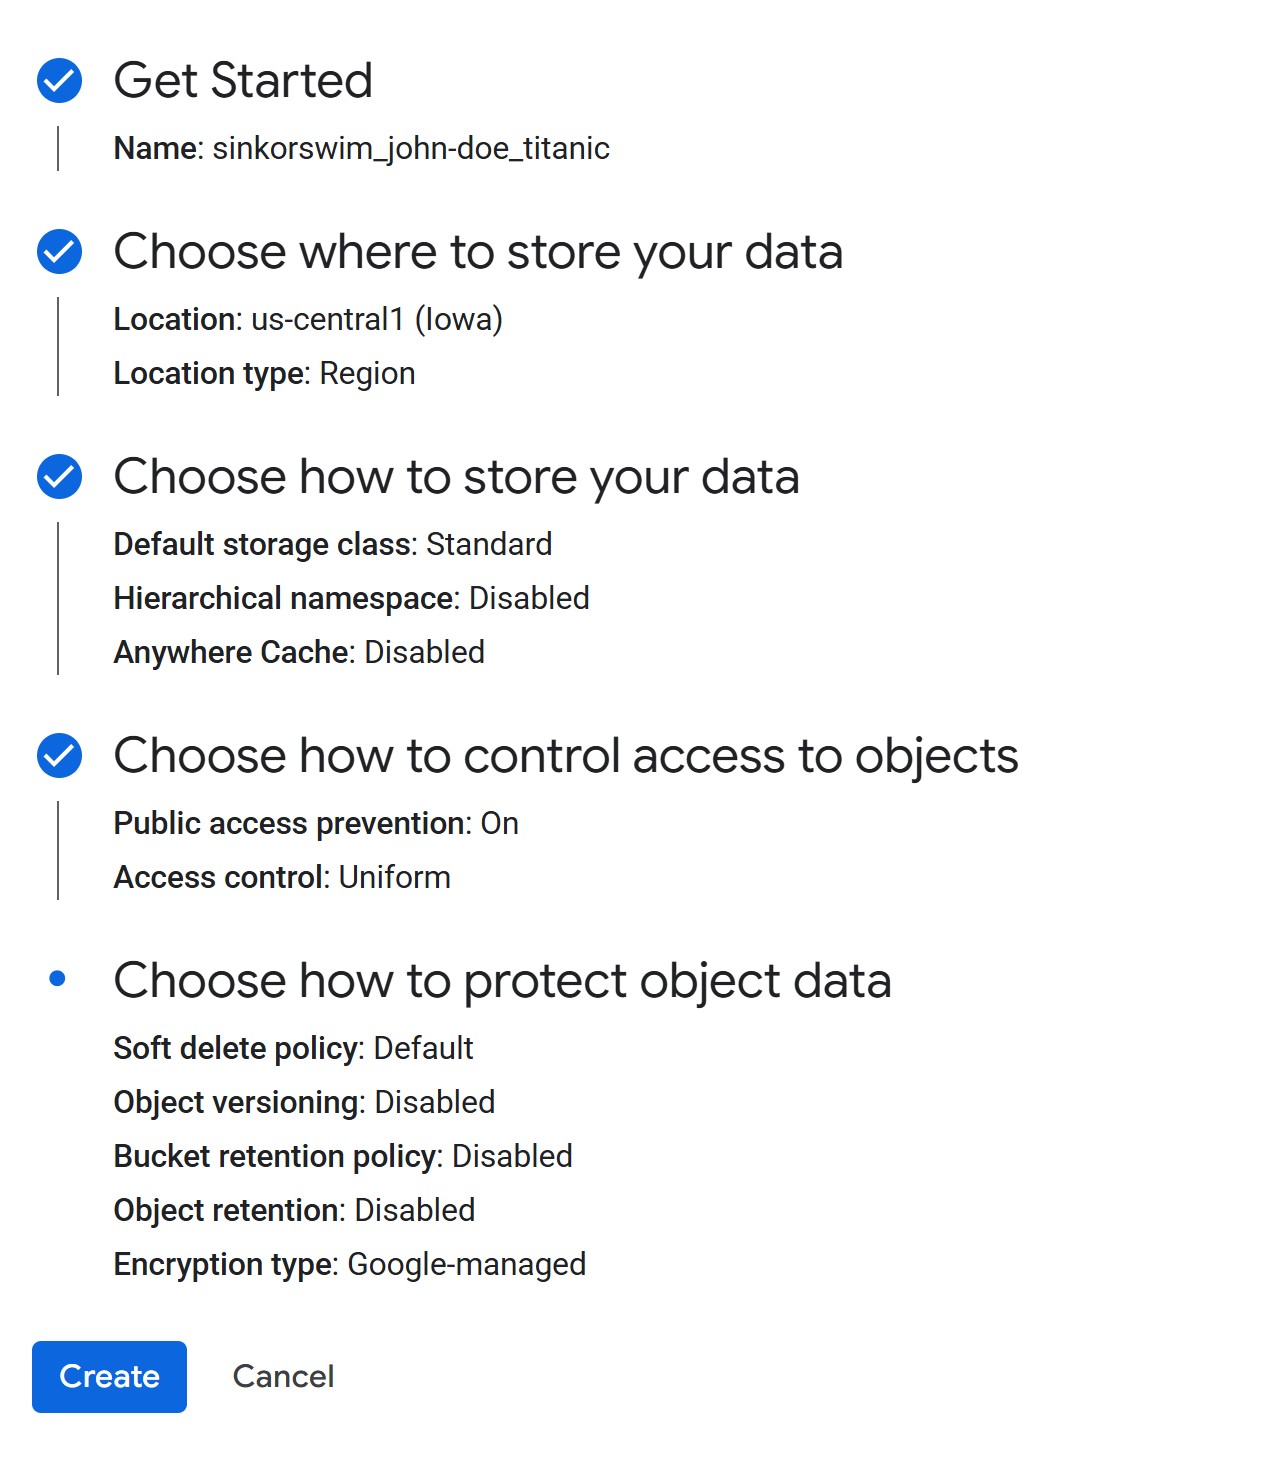 Get Started
Name: sinkorswim_john-doe_titanic
Choose where to store your data
Location: us-central1 (Iowa)
Location type: Region
Choose how to store your data
Default storage class: Standard
Hierarchical namespace: Disabled
Anywhere Cache: Disabled
Choose how to control access to objects
Public access prevention: On
Access control: Uniform
Choose how to protect object data
Soft delete policy: Default
Object versioning: Disabled
Bucket retention policy: Disabled
Object retention: Disabled
Encryption type: Google-managed
Create Cancel